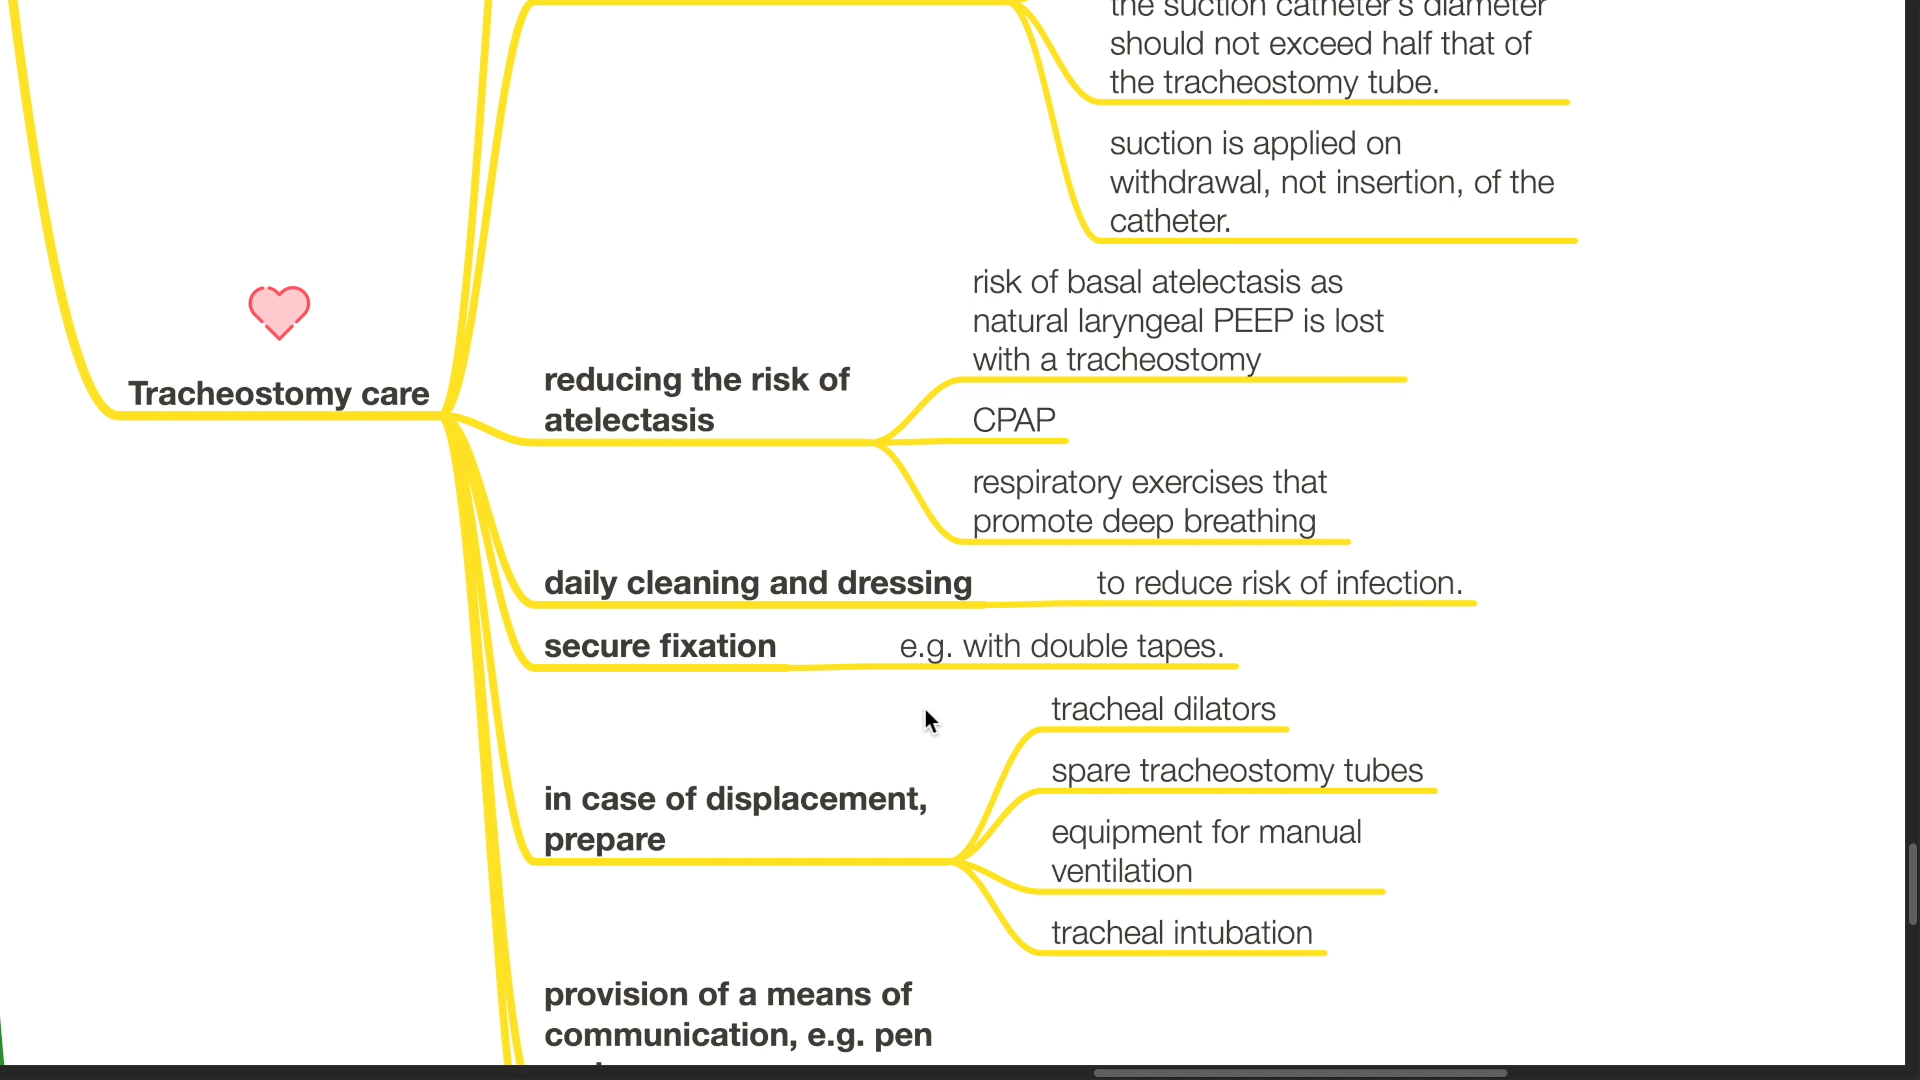 the suction catheter's diameter
should not exceed half that of
the tracheostomy tube.
suction is applied on
withdrawal, not insertion, of the
catheter.
Tracheostomy care
reducing the risk of
atelectasis
risk of basal atelectasis as
natural laryngeal PEEP is lost
with a tracheostomy
CPAP
respiratory exercises that
promote deep breathing
daily cleaning and dressing
to reduce risk of infection.
secure fixation
e.g. with double tapes.
in case of displacement,
prepare
tracheal dilators
spare tracheostomy tubes
equipment for manual
ventilation
tracheal intubation
provision of a means of
communication, e.g. pen